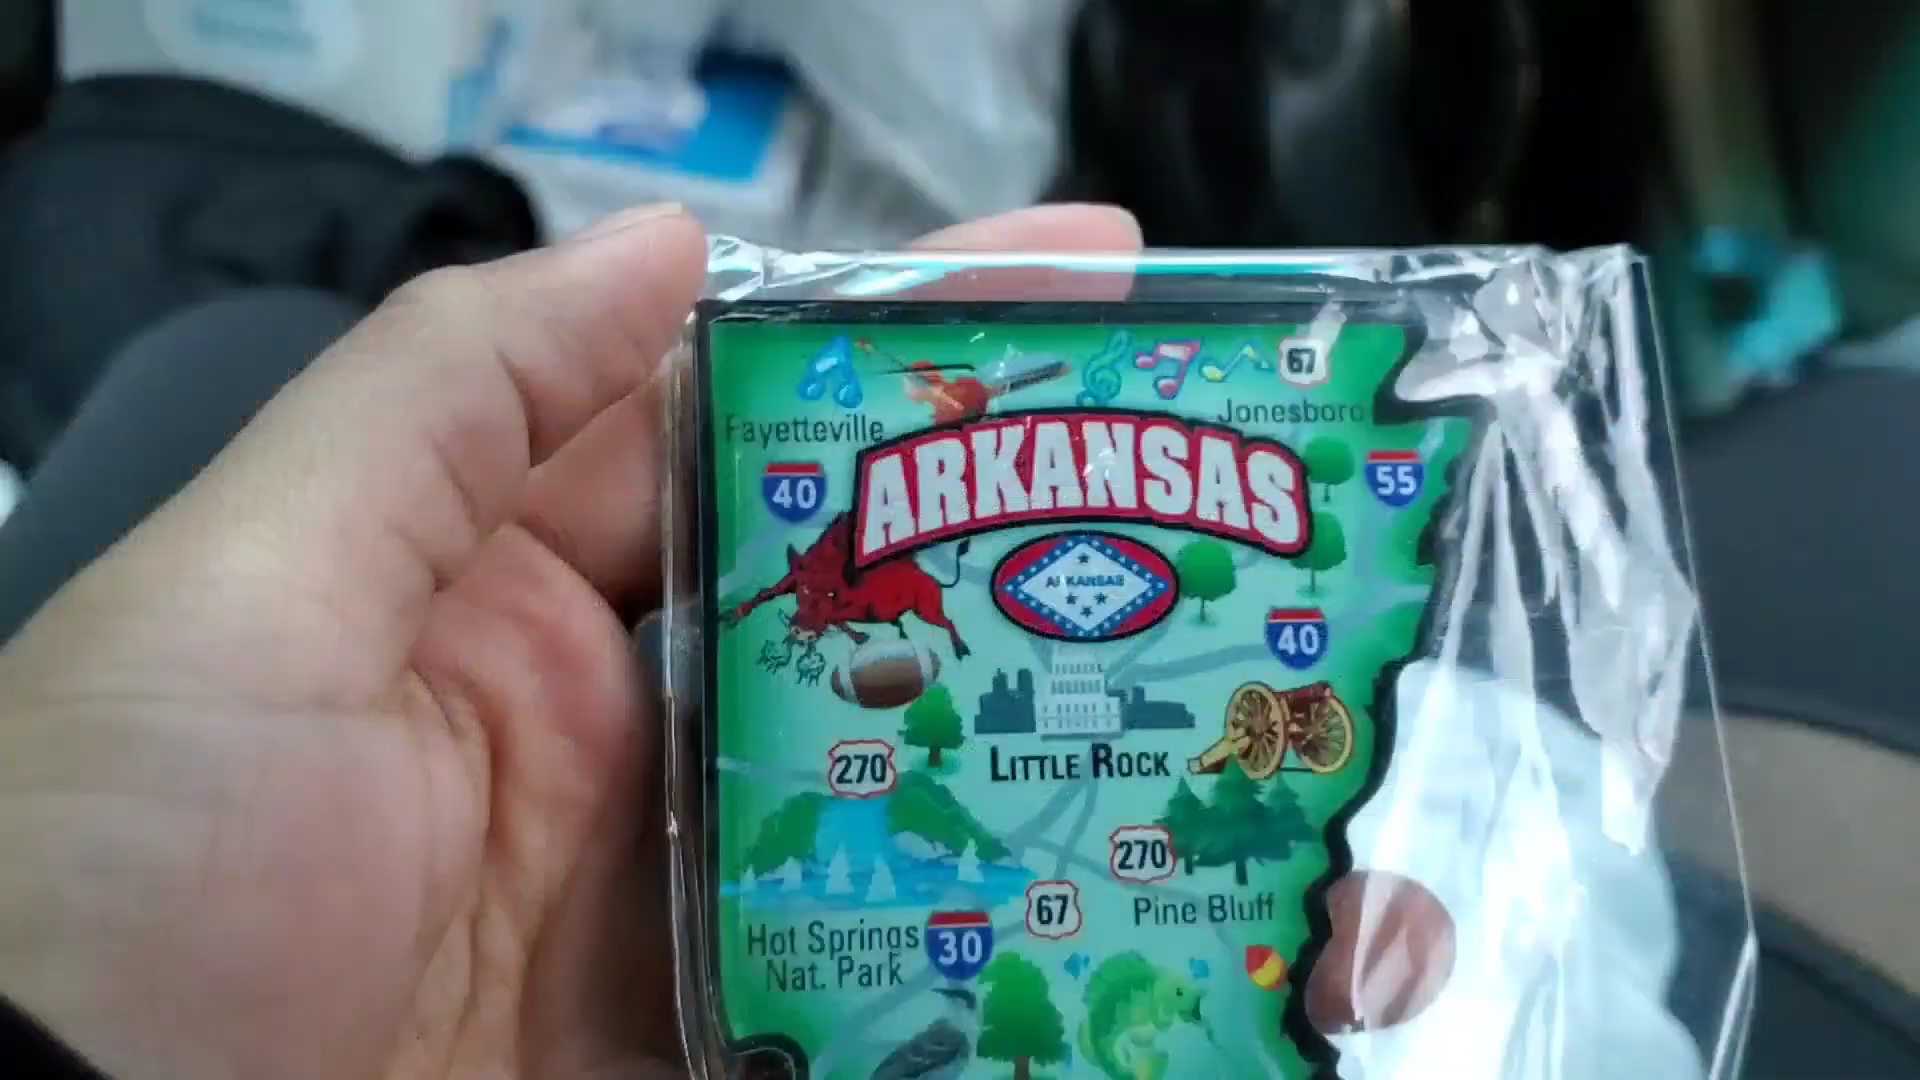 67
Fayetteville
Jonesboro
ARKANSAS
40
55
ARKANSAS
40
LITTLE ROCK
270
270
67
Pine Bluff
Hot Springs
Nat. Park
30